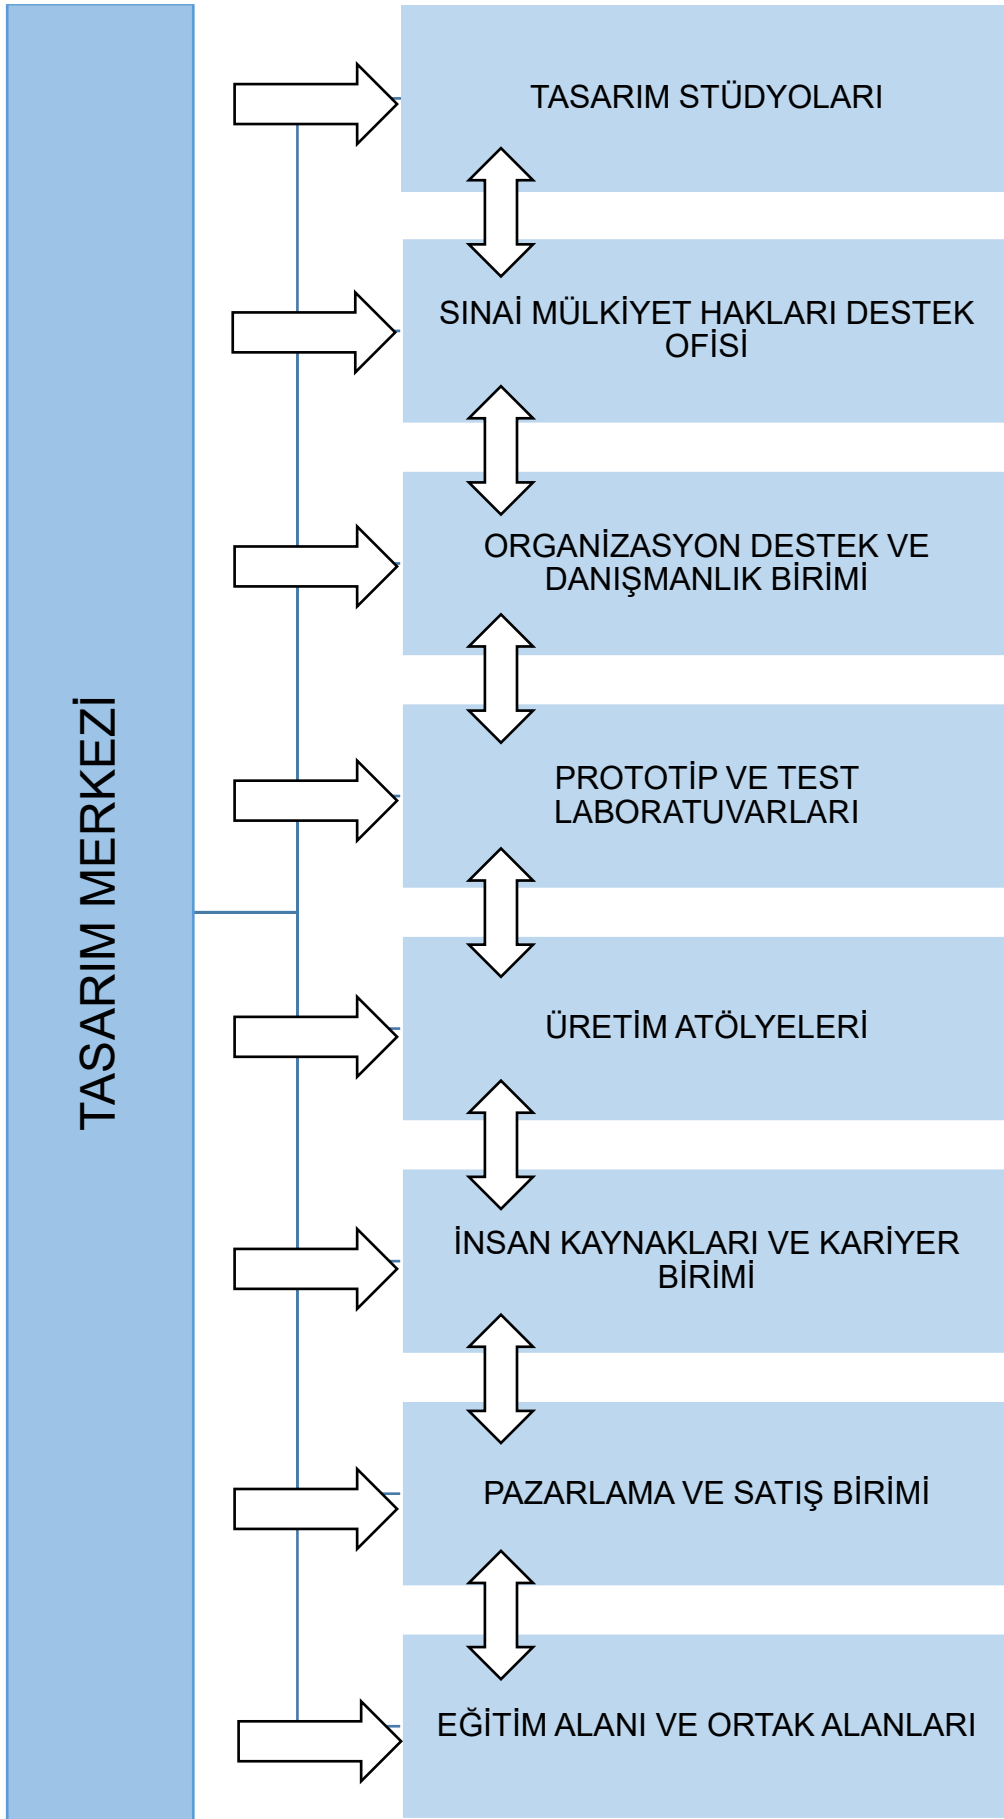 TASARIM MERKEZİ
TASARIM STÜDYOLARI
SINAİ MÜLKİYET HAKLARI DESTEK
OFİSİ
ORGANİZASYON DESTEK VE
DANIŞMANLIK BİRİMİ
PROTOTİP VE TEST
LABORATUVARLARI
ÜRETİM ATÖLYELERİ
İNSAN KAYNAKLARI VE KARİYER
BİRİMİ
PAZARLAMA VE SATIŞ BİRİMİ
EĞİTİM ALANI VE ORTAK ALANLARI